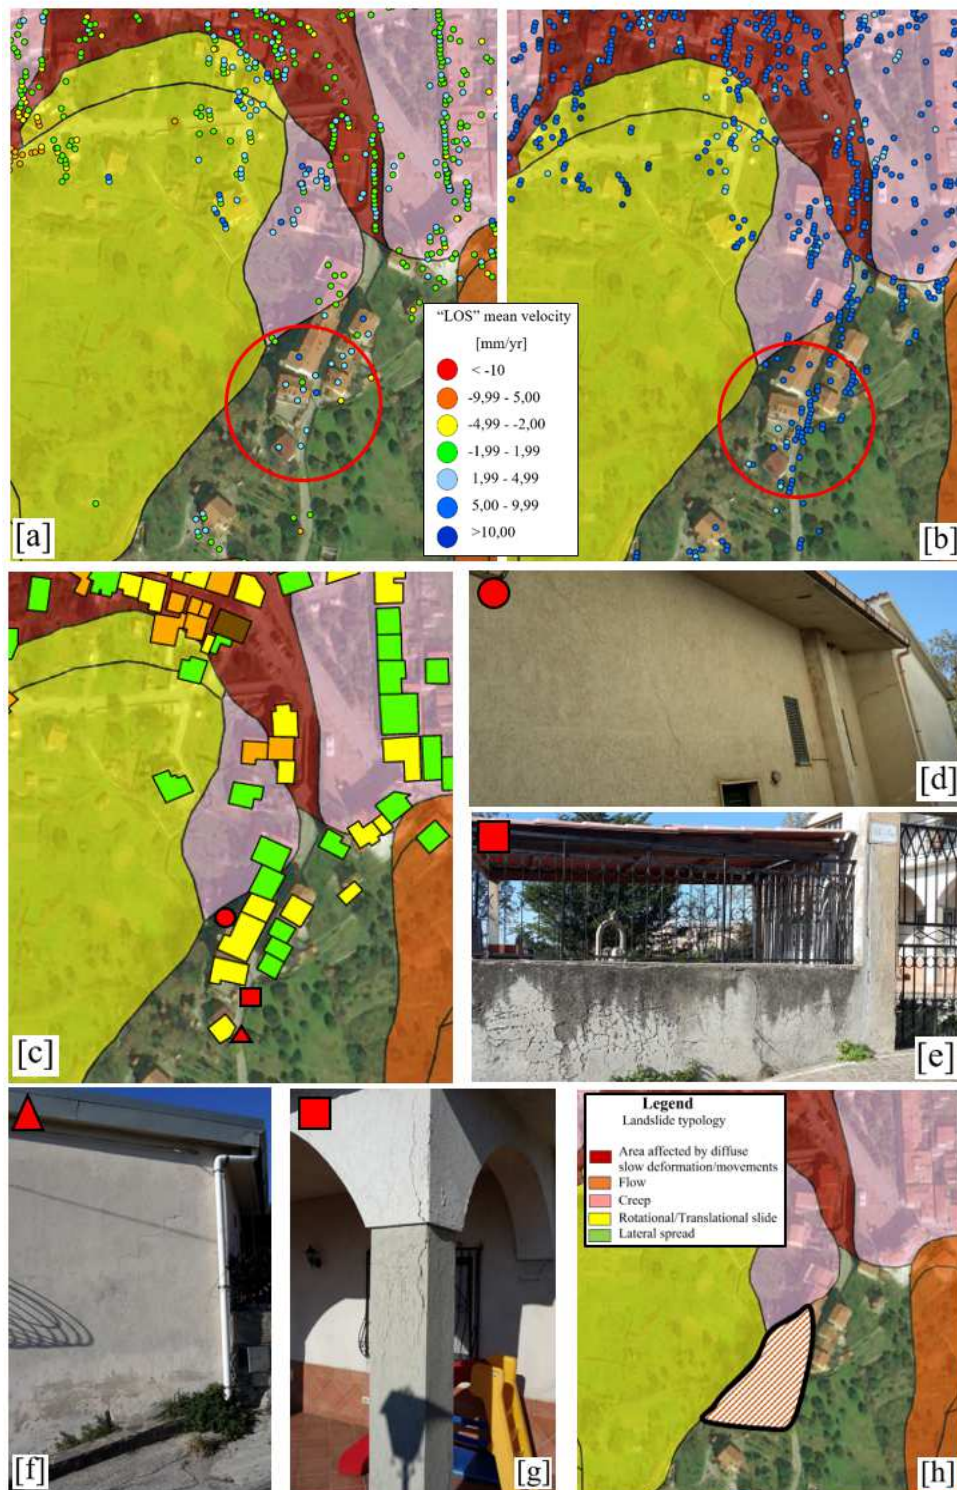 "LOS" mean velocity
[mm/yr]
< -10
-9,99 - 5,00
-4,99 - -2,00
-1,99 - 1,99
1,99 - 4,99
5,00 - 9,99
>10,00
[a]
[b]
[c]
[d]
[e]
[f]
[g]
Legend
Landslide typology
Area affected by diffuse
slow deformation/movements
Flow
Creep
Rotational/Translational slide
Lateral spread
[h]